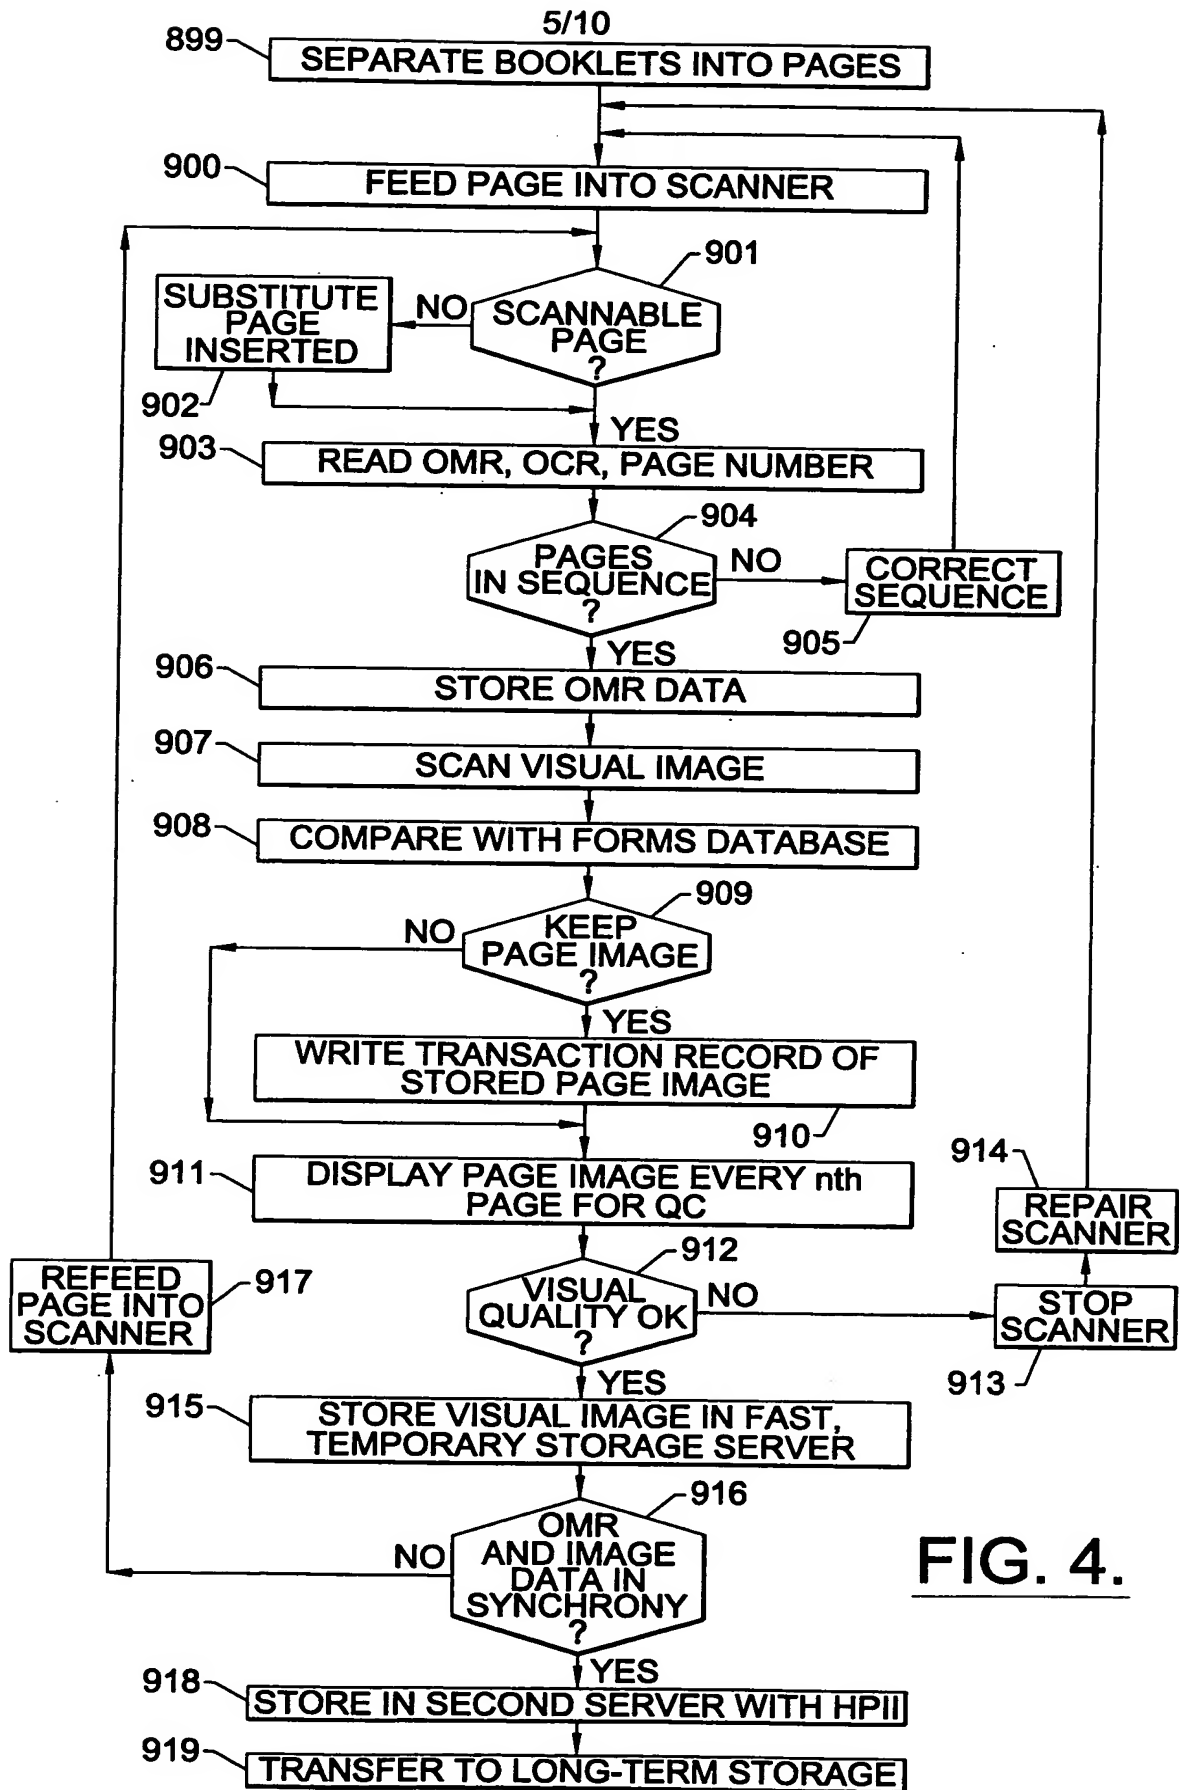 5/10
899
SEPARATE BOOKLETS INTO PAGES
900
FEED PAGE INTO SCANNER
901
SCANNABLE
PAGE
?
NO
SUBSTITUTE
PAGE
INSERTED
902
YES
903
READ OMR, OCR, PAGE NUMBER
904
PAGES
IN SEQUENCE
?
NO
CORRECT
SEQUENCE
905
YES
906
STORE OMR DATA
907
SCAN VISUAL IMAGE
908
COMPARE WITH FORMS DATABASE
909
KEEP
PAGE IMAGE
?
NO
YES
WRITE TRANSACTION RECORD OF
STORED PAGE IMAGE
910
911
DISPLAY PAGE IMAGE EVERY nth
PAGE FOR QC
912
VISUAL
QUALITY OK
?
NO
914
REPAIR
SCANNER
STOP
SCANNER
913
REFEED
PAGE INTO
SCANNER
917
YES
915
STORE VISUAL IMAGE IN FAST,
TEMPORARY STORAGE SERVER
916
OMR
AND IMAGE
DATA IN
SYNCHRONY
?
NO
FIG. 4.
YES
918
STORE IN SECOND SERVER WITH HPII
919
TRANSFER TO LONG-TERM STORAGE